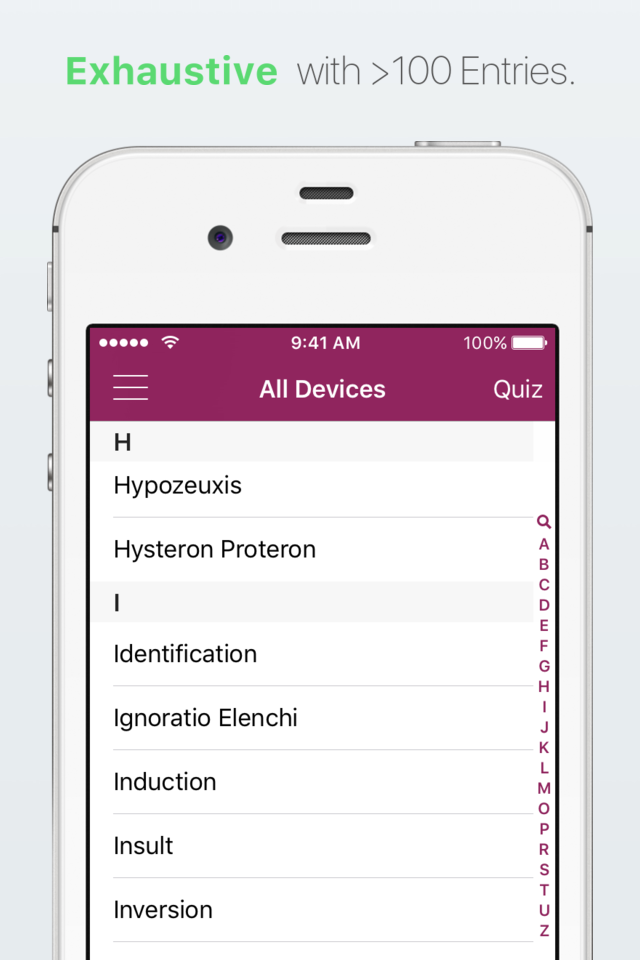 Exhaustive with >100 Entries.
9:41 AM
100%
All Devices
Quiz
H
Hypozeuxis
Hysteron Proteron
I
Identification
Ignoratio Elenchi
Induction
Insult
Inversion
A
B
C
D
E
F
G
H
I
J
K
L
M
O
P
R
S
T
U
Z